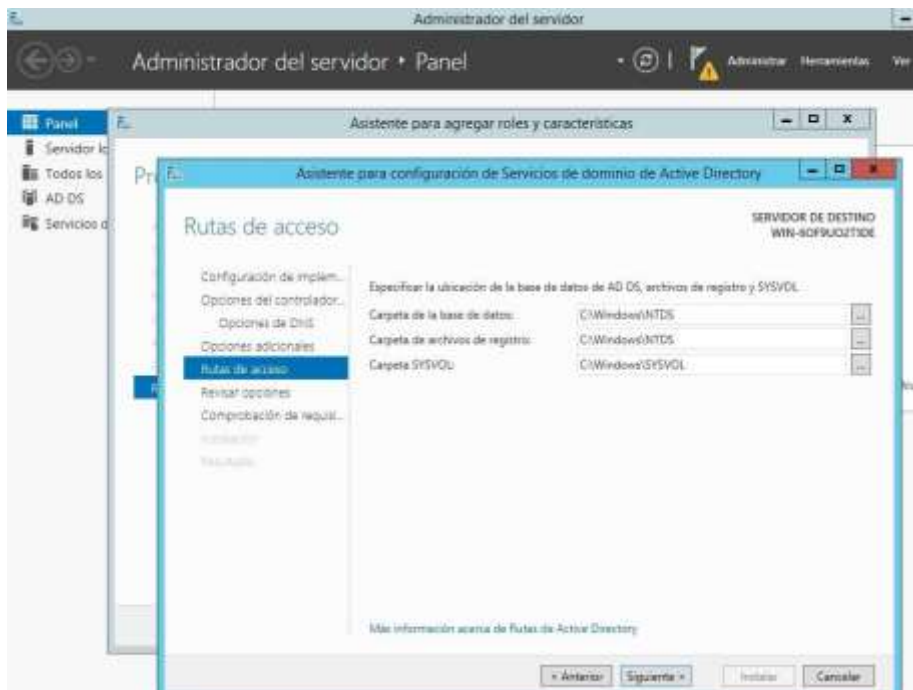 Administrador del servidor
Administrador del servidor • Panel
Administrar Herramientas Ver
Panel
Asistente para agregar roles y características
Servidor lo
Todos los
AD DS
Servicios d
Pr
Asistente para configuración de Servicios de dominio de Active Directory
Rutas de acceso
SERVIDOR DE DESTINO
Configuración de implem...
Opciones del controlador...
Opciones de DNS
Opciones adicionales
Rutas de acceso
Revisar opciones
Comprobación de requisi...
Instalación
Resultados
Especificar la ubicación de la base de datos de AD DS, archivos de registro y SYSVOL
Carpeta de la base de datos: C:\Windows\NTDS
Carpeta de archivos de registro: C:\Windows\NTDS
Carpeta SYSVOL: C:\Windows\SYSVOL
Más información acerca de Rutas de Active Directory
< Anterior Siguiente > Instalar Cancelar